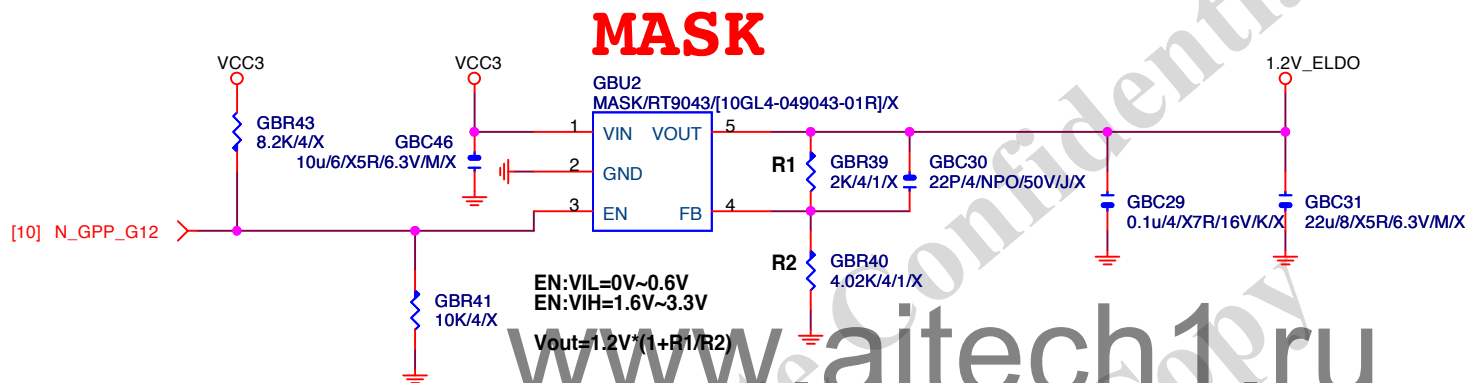 MASK
VCC3
VCC3
1.2V_ELDO
GBU2
MASK/RT9043/[10GL4-049043-01R]/X
GBR43
8.2K/4/X
GBC46
10u/6/X5R/6.3V/M/X
1
VIN
VOUT
5
2
GND
3
EN
FB
4
R1
GBR39
2K/4/1/X
GBC30
22P/4/NPO/50V/J/X
GBC29
0.1u/4/X7R/16V/K/X
GBC31
22u/8/X5R/6.3V/M/X
[10] N_GPP_G12
R2
GBR40
4.02K/4/1/X
GBR41
10K/4/X
EN:VIL=0V~0.6V
EN:VIH=1.6V~3.3V
Vout=1.2V*(1+R1/R2)
www.aitech1.ru
Confidenti
Copy